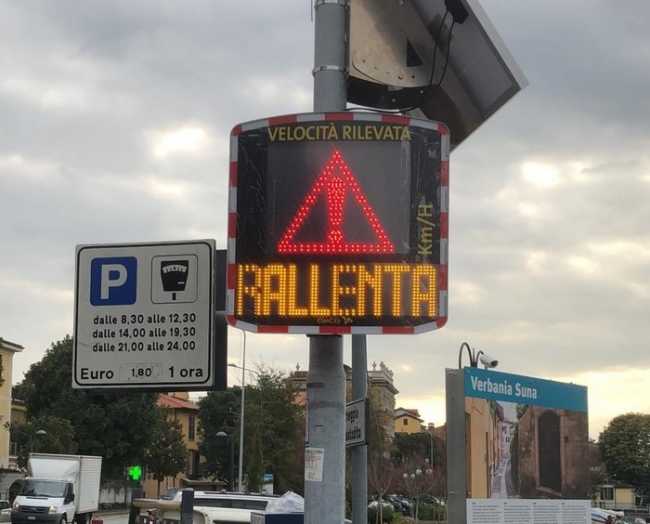 VELOCITÀ RILEVATA
Km/H
RALLENTA
P
dalle 8,30 alle 12,30
dalle 14,00 alle 19,30
dalle 21,00 alle 24,00
Euro 1,80 1 ora
Verbania Suna